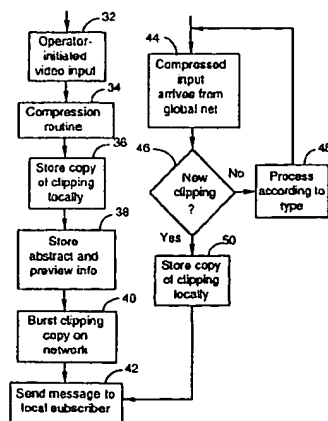 32
Operator-
initiated
video input
34
Compression
routine
36
Store copy
of clipping
locally
38
Store
abstract and
preview info
40
Burst clipping
copy on
network
42
Send message to
local subscriber
44
Compressed
input
arrives from
global net
46
New
clipping
?
No
48
Process
according to
type
Yes
50
Store copy
of clipping
locally